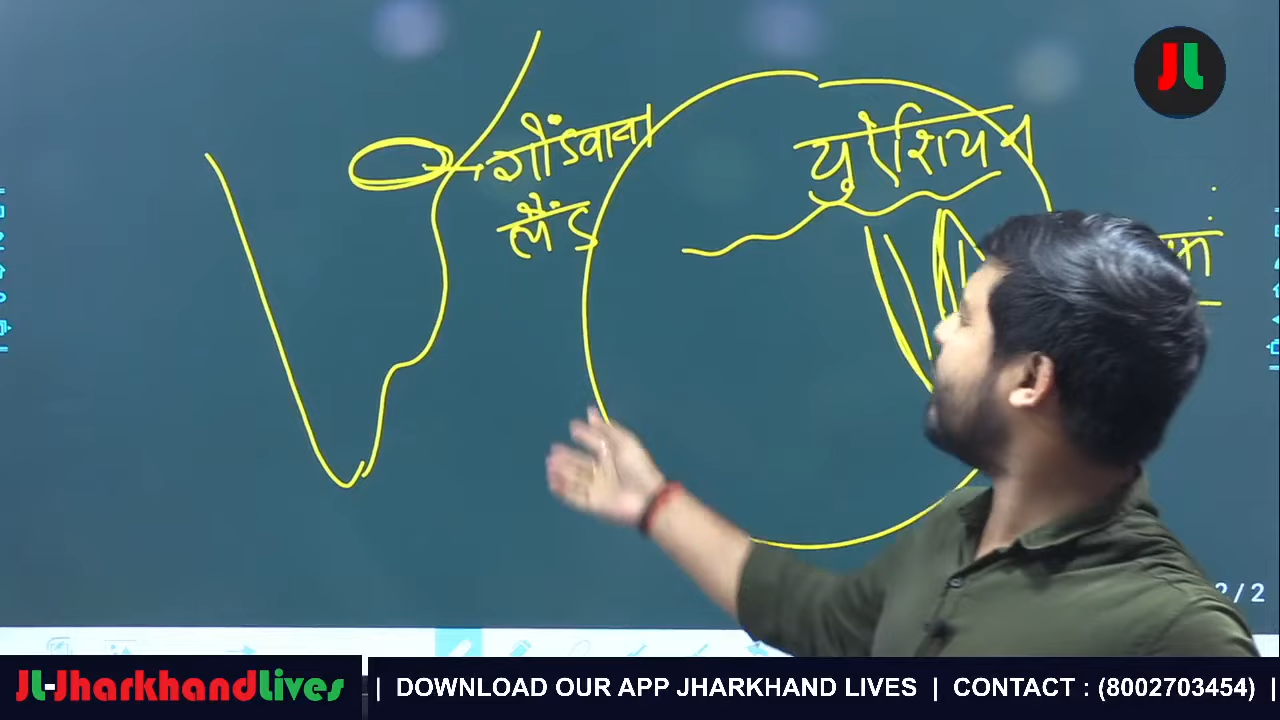 JL
गोंडवाना
लैंड
यूरेशियन
2 / 2
JL-JharkhandLives
| DOWNLOAD OUR APP JHARKHAND LIVES | CONTACT : (8002703454) |